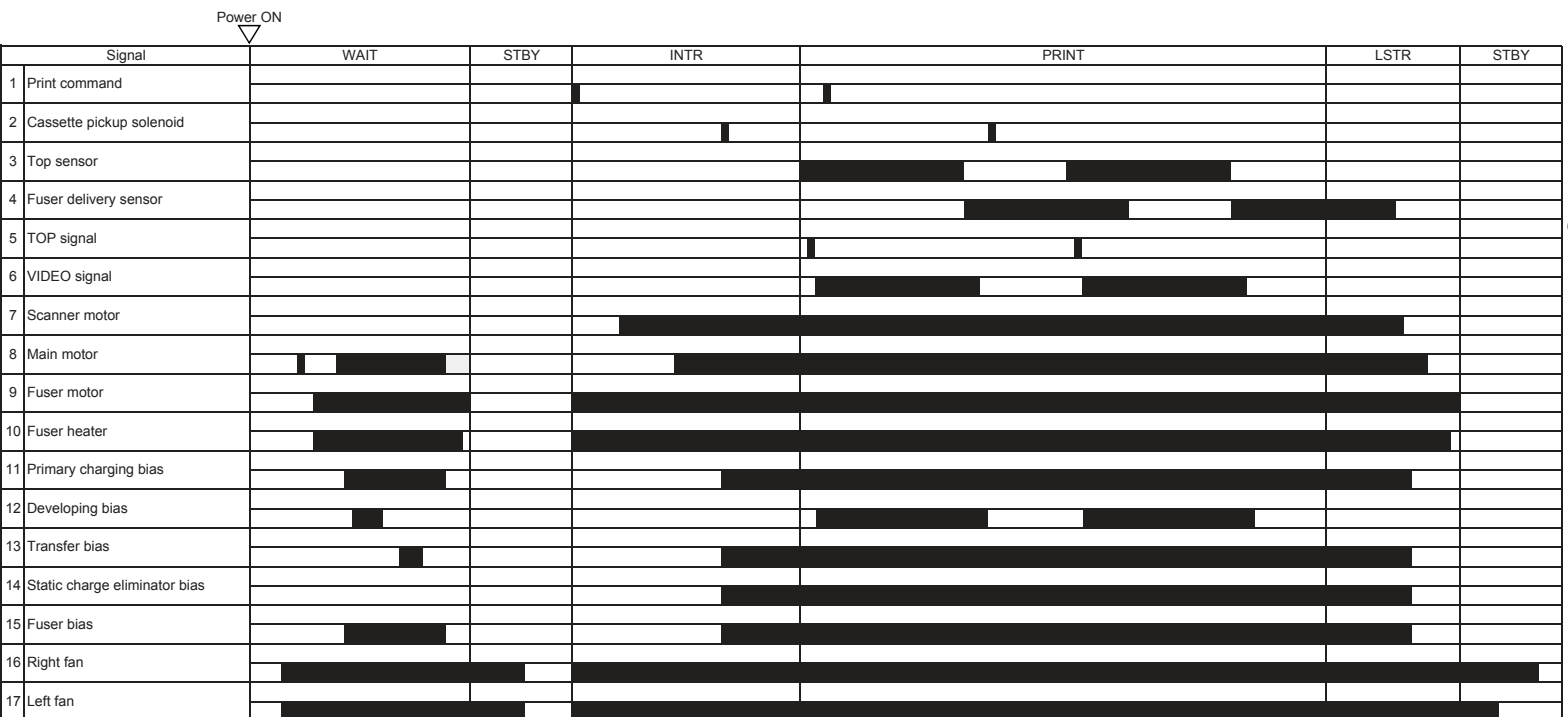 Power ON
Signal WAIT STBY INTR PRINT LSTR STBY
1 Print command
2 Cassette pickup solenoid
3 Top sensor
4 Fuser delivery sensor
5 TOP signal
6 VIDEO signal
7 Scanner motor
8 Main motor
9 Fuser motor
10 Fuser heater
11 Primary charging bias
12 Developing bias
13 Transfer bias
14 Static charge eliminator bias
15 Fuser bias
16 Right fan
17 Left fan